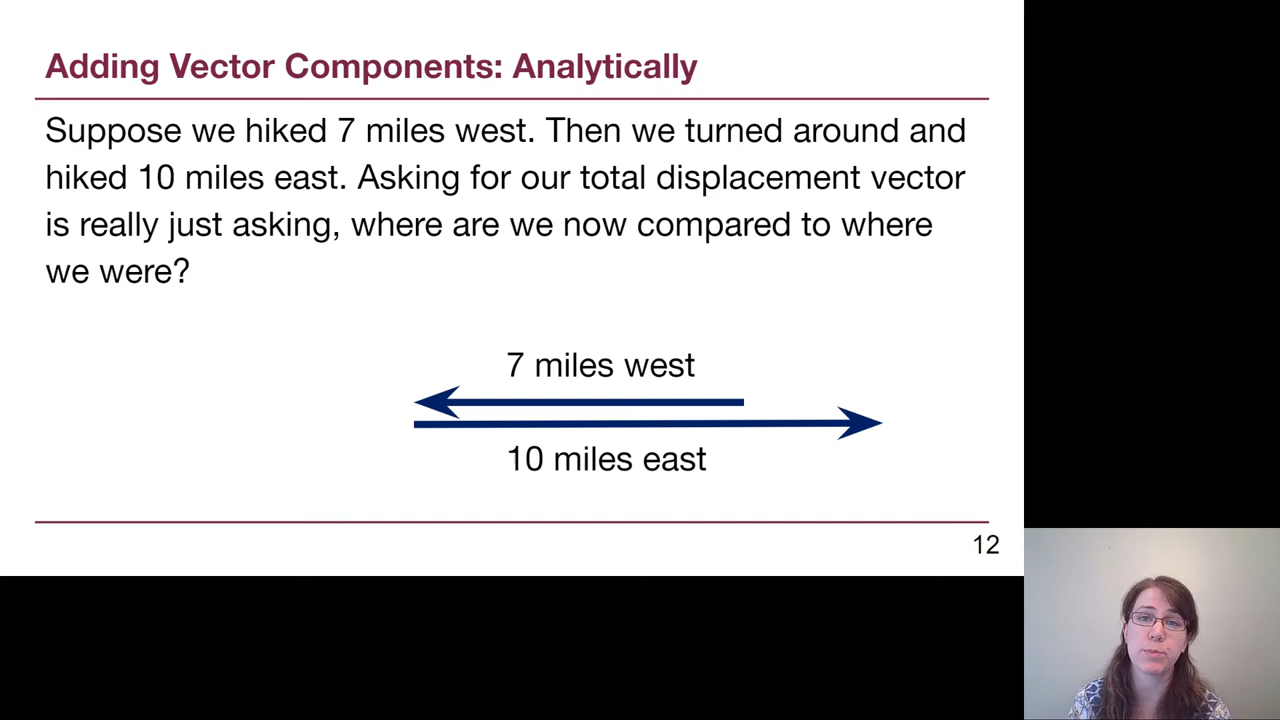 Adding Vector Components: Analytically
Suppose we hiked 7 miles west. Then we turned around and
hiked 10 miles east. Asking for our total displacement vector
is really just asking, where are we now compared to where
we were?
7 miles west
10 miles east
12